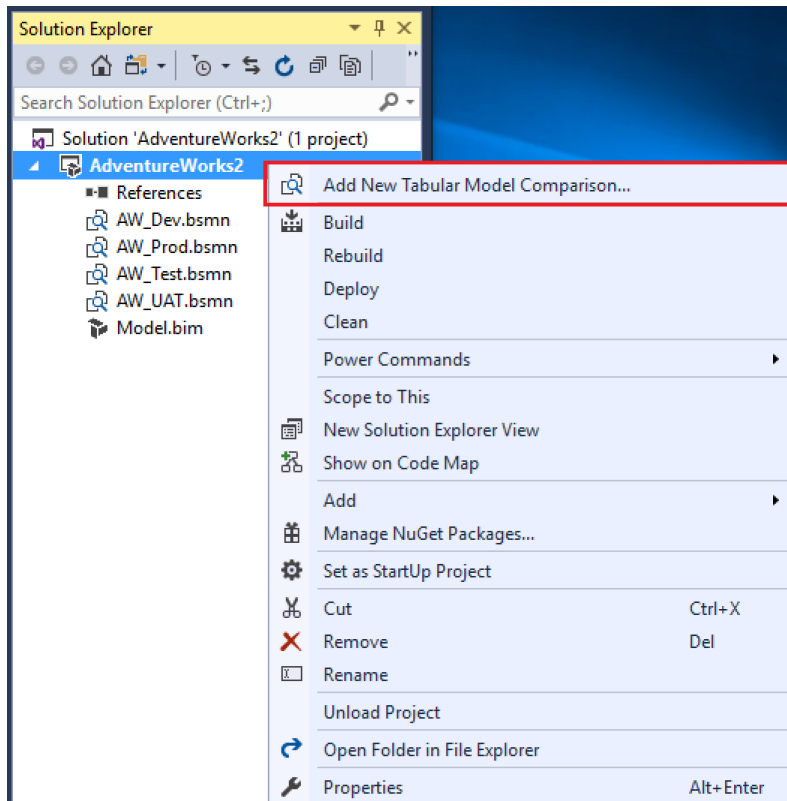 Solution Explorer
Search Solution Explorer (Ctrl+;)
Solution 'AdventureWorks2' (1 project)
AdventureWorks2
References
AW_Dev.bsmn
AW_Prod.bsmn
AW_Test.bsmn
AW_UAT.bsmn
Model.bim
Add New Tabular Model Comparison...
Build
Rebuild
Deploy
Clean
Power Commands
Scope to This
New Solution Explorer View
Show on Code Map
Add
Manage NuGet Packages...
Set as StartUp Project
Cut Ctrl+X
Remove Del
Rename
Unload Project
Open Folder in File Explorer
Properties Alt+Enter